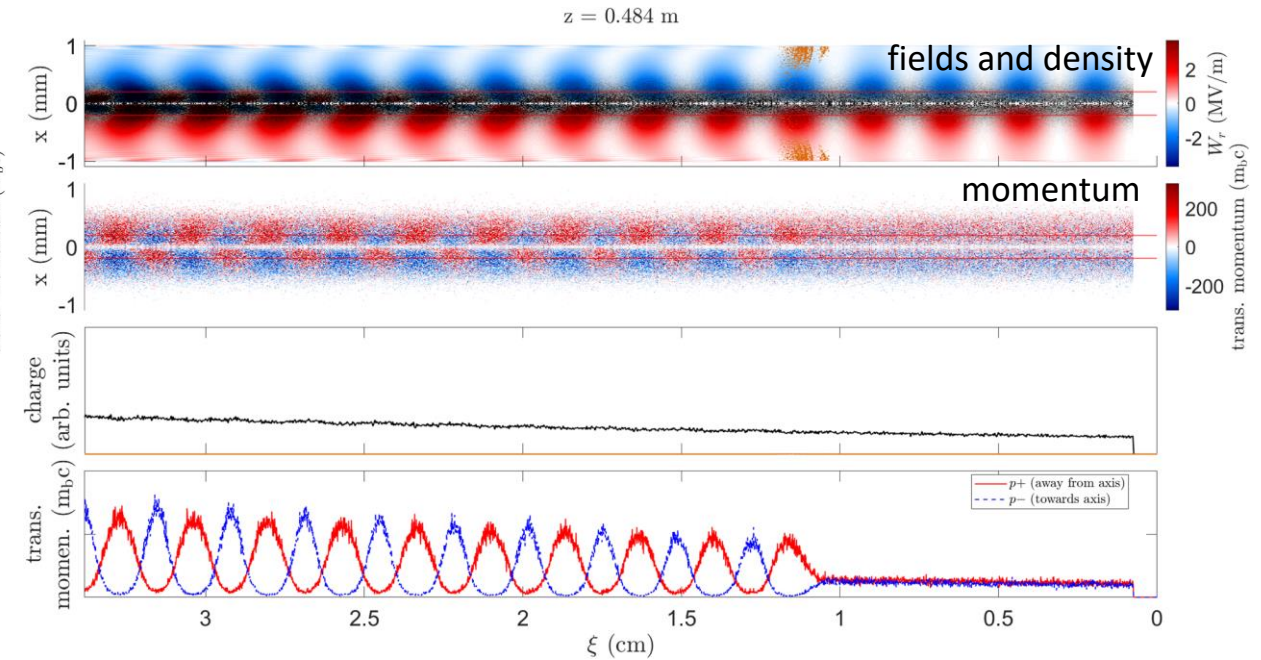 z = 0.484 m
fields and density
x (mm)
1
0
-1
2
0
-2
W_r (MV/m)
momentum
x (mm)
1
0
-1
200
0
-200
trans. momentum (m_bc)
charge
(arb. units)
trans.
momen. (m_bc)
p+ (away from axis)
p− (towards axis)
3 2.5 2 1.5 1 0.5 0
ξ (cm)